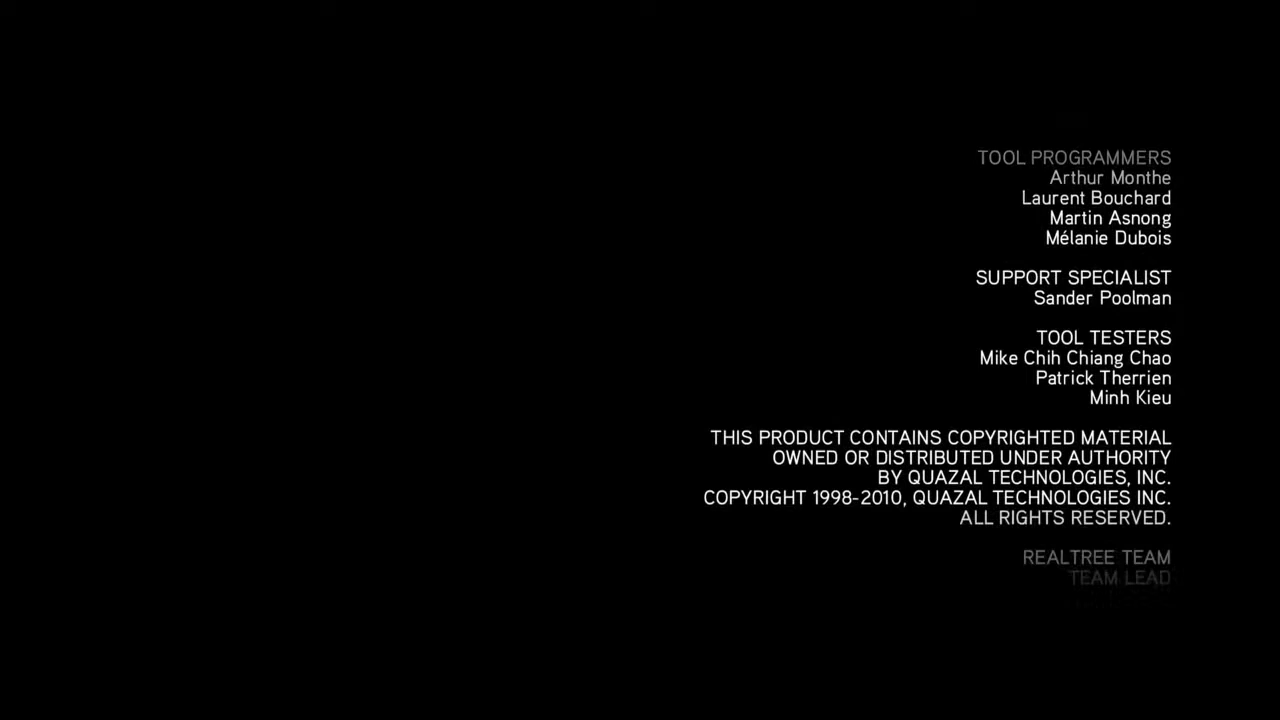 TOOL PROGRAMMERS
Arthur Monthe
Laurent Bouchard
Martin Asnong
Mélanie Dubois
SUPPORT SPECIALIST
Sander Poolman
TOOL TESTERS
Mike Chih Chiang Chao
Patrick Therrien
Minh Kieu
THIS PRODUCT CONTAINS COPYRIGHTED MATERIAL
OWNED OR DISTRIBUTED UNDER AUTHORITY
BY QUAZAL TECHNOLOGIES, INC.
COPYRIGHT 1998-2010, QUAZAL TECHNOLOGIES INC.
ALL RIGHTS RESERVED.
REALTREE TEAM
TEAM LEAD